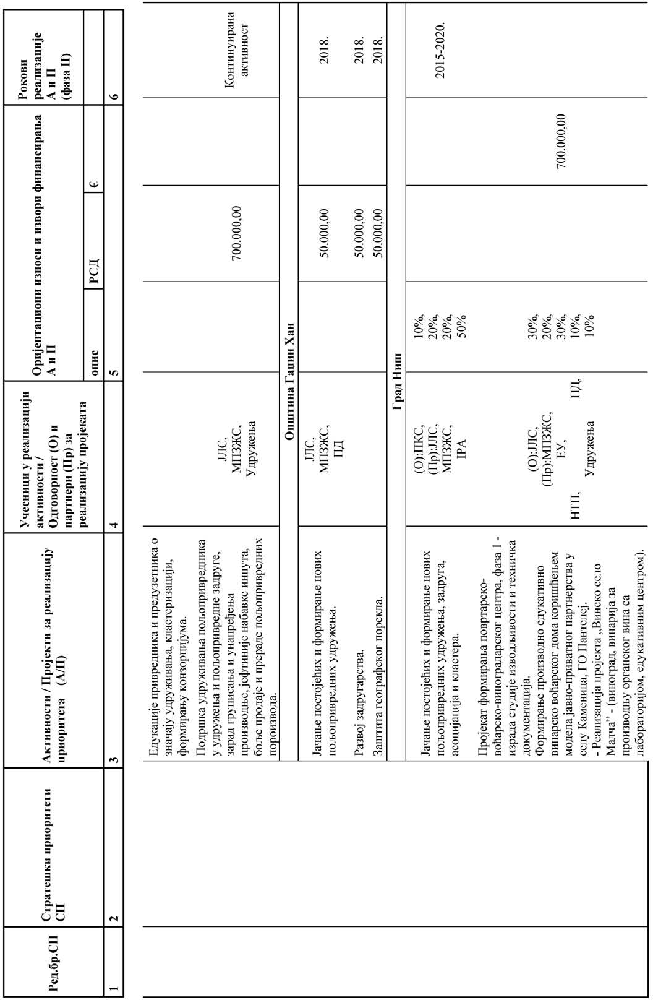 Ред.бр.СП
Стратешки приоритети
СП
Активности / Пројекти за реализацију
приоритета (А/П)
Учесници у реализацији
активности /
Одговорност (О) и
партнери (Пр) за
реализацију пројеката
Оријентациони износи и извори финансирања
А и П
опис
РСД
€
Рокови
реализације
А и П
(фаза II)
1
2
3
4
5
6
Едукације привредника и предузетника о
значају удруживања, кластеризацији,
формирању конзорцијума.
Подршка удруживања пољопривредника
у удружења и пољопривредне задруге,
зарад груписања и унапређења
производње,јефтиније набавке инпута,
боље продаје и прераде пољопривредних
поризвода.
ЈЛС,
МПЗЖС,
Удружења
700.000,00
Континуирана
активност
Општина Гаџин Хан
Јачање постојећих и формирање нових
пољопривредних удружења.
ЈЛС,
МПЗЖС,
ПД
50.000,00
2018.
Развој задругарства.
50.000,00
2018.
Заштита географског порекла.
50.000,00
2018.
Град Ниш
Јачање постојећих и формирање нових
пољопривредних удружења, задруга,
асоцијација и кластера.
(О):ПКС,
(Пр):ЈЛС,
МПЗЖС,
IPA
10%,
20%,
20%,
50%
2015-2020.
Пројекат формирања повртарско-
воћарско-виноградарског центра, фаза 1 -
израда студије изводљивости и техничка
документација.
Формирање производно едукативно
винарско воћарског дома коришћењем
модела јавно-приватног партнерства у
селу Каменица, ГО Пантелеј.
- Реализација пројекта ,,Винско село
Малча” - (виноград, винарија за
производњу органског вина са
лабораторијом, едукативним центром).
(О):ЈЛС,
(Пр):МПЗЖС,
ЕУ,
НТП, ПД,
Удружења
30%,
20%,
30%,
10%,
10%
700.000,00